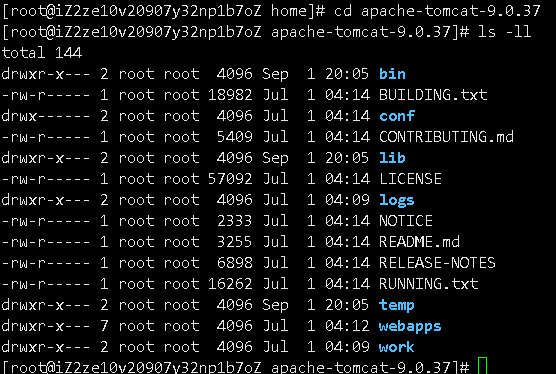 [root@iZ2ze10v20907y32np1b7oZ home]# cd apache-tomcat-9.0.37
[root@iZ2ze10v20907y32np1b7oZ apache-tomcat-9.0.37]# ls -ll
total 144
drwxr-x--- 2 root root  4096 Sep  1 20:05 bin
-rw-r----- 1 root root 18982 Jul  1 04:14 BUILDING.txt
drwx------ 2 root root  4096 Jul  1 04:14 conf
-rw-r----- 1 root root  5409 Jul  1 04:14 CONTRIBUTING.md
drwxr-x--- 2 root root  4096 Sep  1 20:05 lib
-rw-r----- 1 root root 57092 Jul  1 04:14 LICENSE
drwxr-x--- 2 root root  4096 Jul  1 04:09 logs
-rw-r----- 1 root root  2333 Jul  1 04:14 NOTICE
-rw-r----- 1 root root  3255 Jul  1 04:14 README.md
-rw-r----- 1 root root  6898 Jul  1 04:14 RELEASE-NOTES
-rw-r----- 1 root root 16262 Jul  1 04:14 RUNNING.txt
drwxr-x--- 2 root root  4096 Sep  1 20:05 temp
drwxr-x--- 7 root root  4096 Jul  1 04:12 webapps
drwxr-x--- 2 root root  4096 Jul  1 04:09 work
[root@iZ2ze10v20907y32np1b7oZ apache-tomcat-9.0.37]#